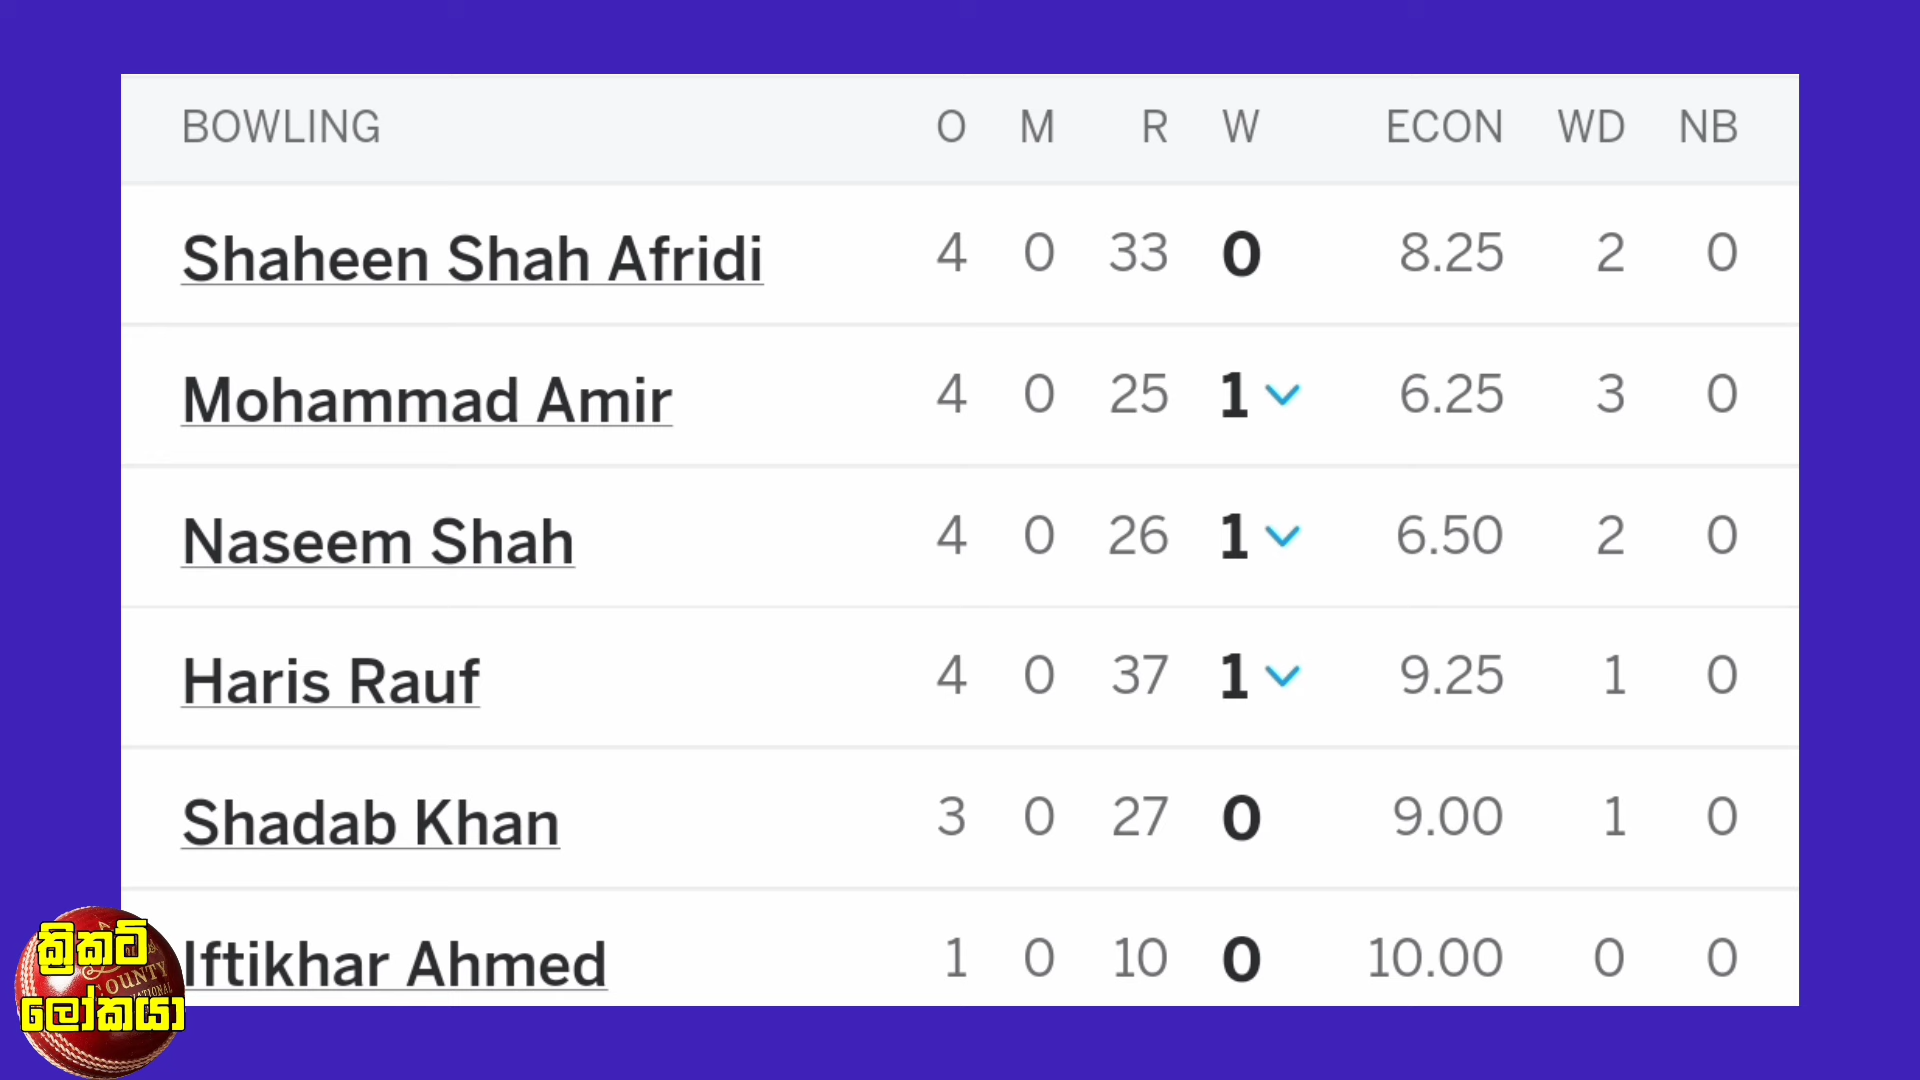 BOWLING O M R W ECON WD NB
Shaheen Shah Afridi 4 0 33 0 8.25 2 0
Mohammad Amir 4 0 25 1 6.25 3 0
Naseem Shah 4 0 26 1 6.50 2 0
Haris Rauf 4 0 37 1 9.25 1 0
Shadab Khan 3 0 27 0 9.00 1 0
Iftikhar Ahmed 1 0 10 0 10.00 0 0
ක්‍රිකට්
COUNTY
ලෝකයා